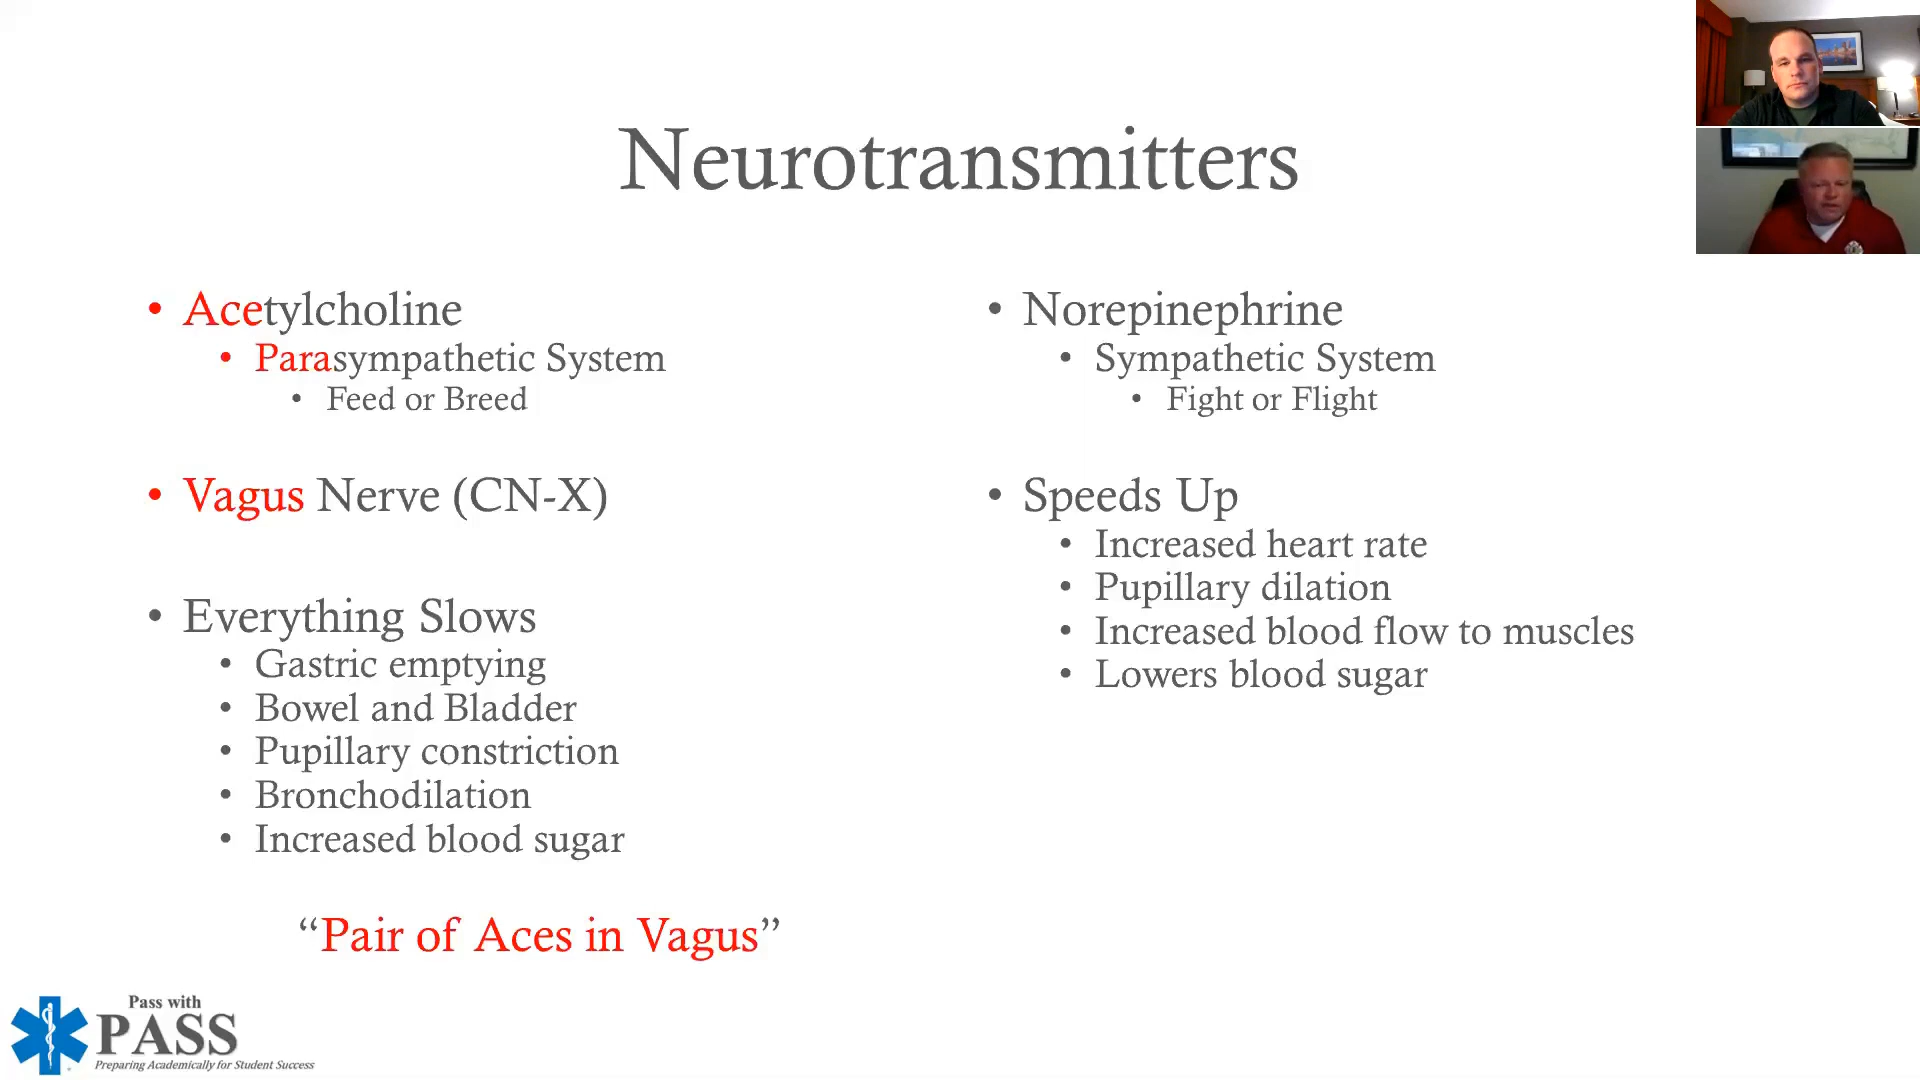 Neurotransmitters
• Acetylcholine
• Parasympathetic System
• Feed or Breed
• Vagus Nerve (CN-X)
• Everything Slows
• Gastric emptying
• Bowel and Bladder
• Pupillary constriction
• Bronchodilation
• Increased blood sugar
“Pair of Aces in Vagus”
• Norepinephrine
• Sympathetic System
• Fight or Flight
• Speeds Up
• Increased heart rate
• Pupillary dilation
• Increased blood flow to muscles
• Lowers blood sugar
Pass with
PASS
Preparing Academically for Student Success